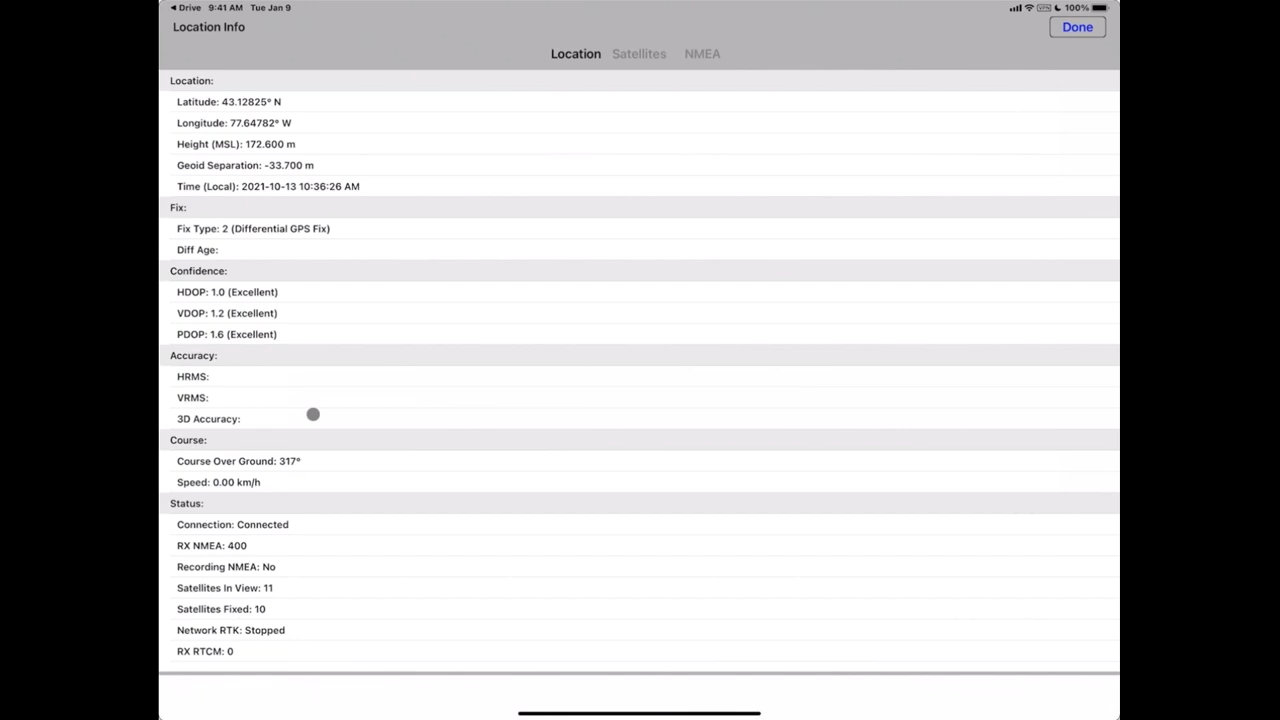 ◀ Drive 9:41 AM Tue Jan 9 VPN 100%
Location Info Done
Location Satellites NMEA
Location:
Latitude: 43.12825° N
Longitude: 77.64782° W
Height (MSL): 172.600 m
Geoid Separation: -33.700 m
Time (Local): 2021-10-13 10:36:26 AM
Fix:
Fix Type: 2 (Differential GPS Fix)
Diff Age:
Confidence:
HDOP: 1.0 (Excellent)
VDOP: 1.2 (Excellent)
PDOP: 1.6 (Excellent)
Accuracy:
HRMS:
VRMS:
3D Accuracy:
Course:
Course Over Ground: 317°
Speed: 0.00 km/h
Status:
Connection: Connected
RX NMEA: 400
Recording NMEA: No
Satellites In View: 11
Satellites Fixed: 10
Network RTK: Stopped
RX RTCM: 0